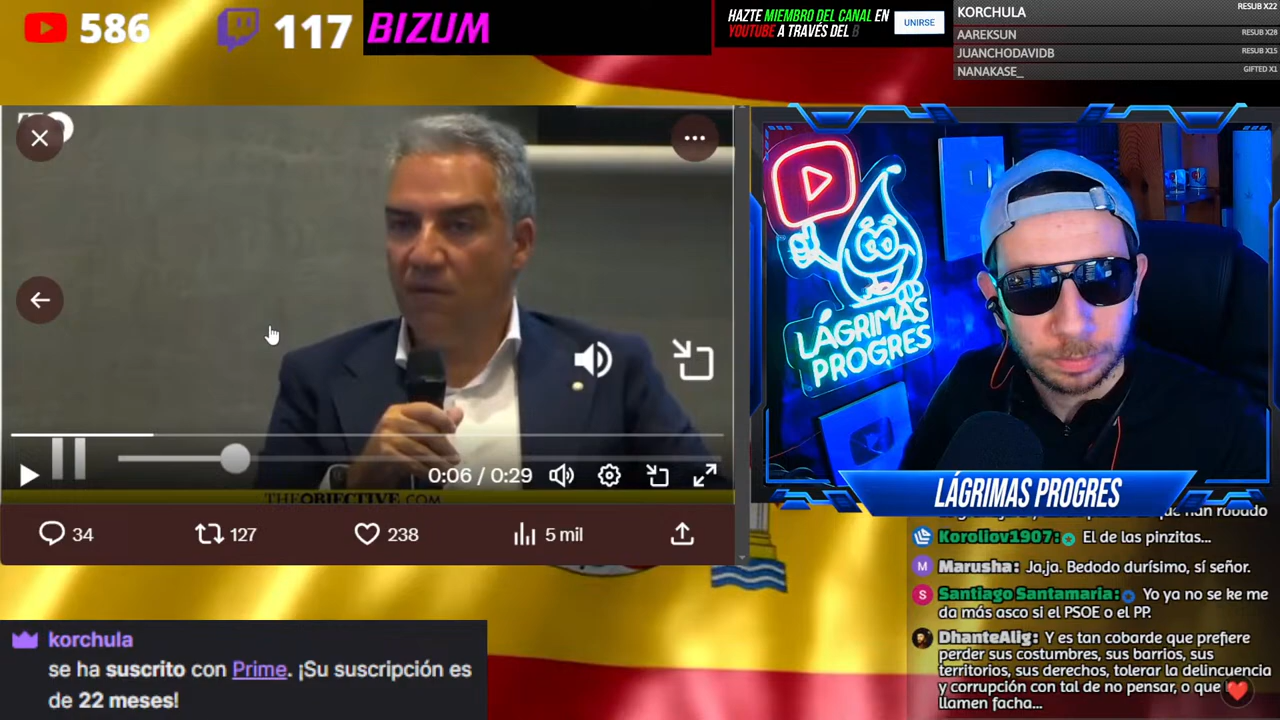 586
117
BIZUM
HAZTE MIEMBRO DEL CANAL EN
YOUTUBE A TRAVÉS DEL B
UNIRSE
KORCHULA
RESUB X22
AAREKSUN
RESUB X28
JUANCHODAVIDB
RESUB X15
NANAKASE_
GIFTED X1
LÁGRIMAS
PROGRES
0:06 / 0:29
THEOBJECTIVE.COM
34
127
238
5 mil
LÁGRIMAS PROGRES
han robado
Koroliov1907: El de las pinzitas...
Marusha: Ja,ja. Bedodo durísimo, sí señor.
Santiago Santamaria: Yo ya no se ke me
da más asco si el PSOE o el PP.
DhanteAlig: Y es tan cobarde que prefiere
perder sus costumbres, sus barrios, sus
territorios, sus derechos, tolerar la delincuencia
y corrupción con tal de no pensar, o que
llamen facha...
korchula
se ha suscrito con Prime. ¡Su suscripción es
de 22 meses!